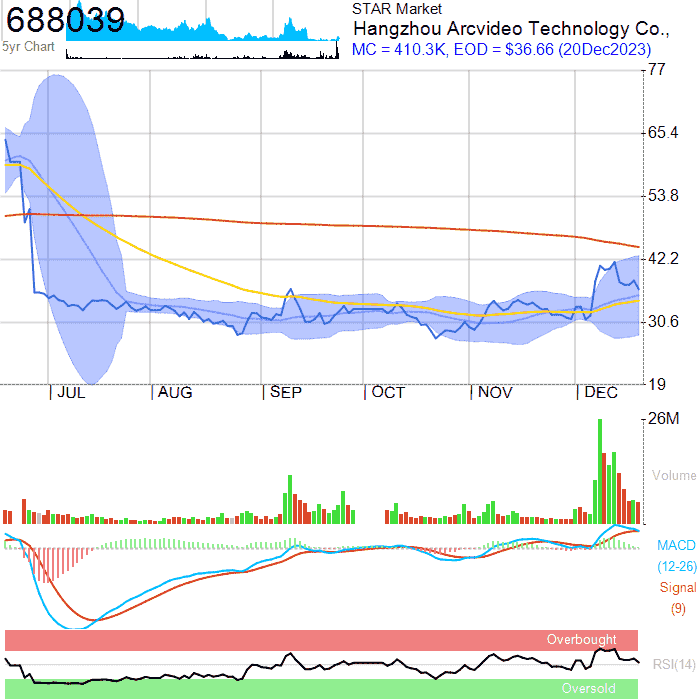 688039
5yr Chart
STAR Market
Hangzhou Arcvideo Technology Co.,
MC = 410.3K, EOD = $36.66 (20Dec2023)
77
65.4
53.8
42.2
30.6
19
JUL AUG SEP OCT NOV DEC
26M
Volume
MACD
(12-26)
Signal
(9)
Overbought
RSI(14)
Oversold